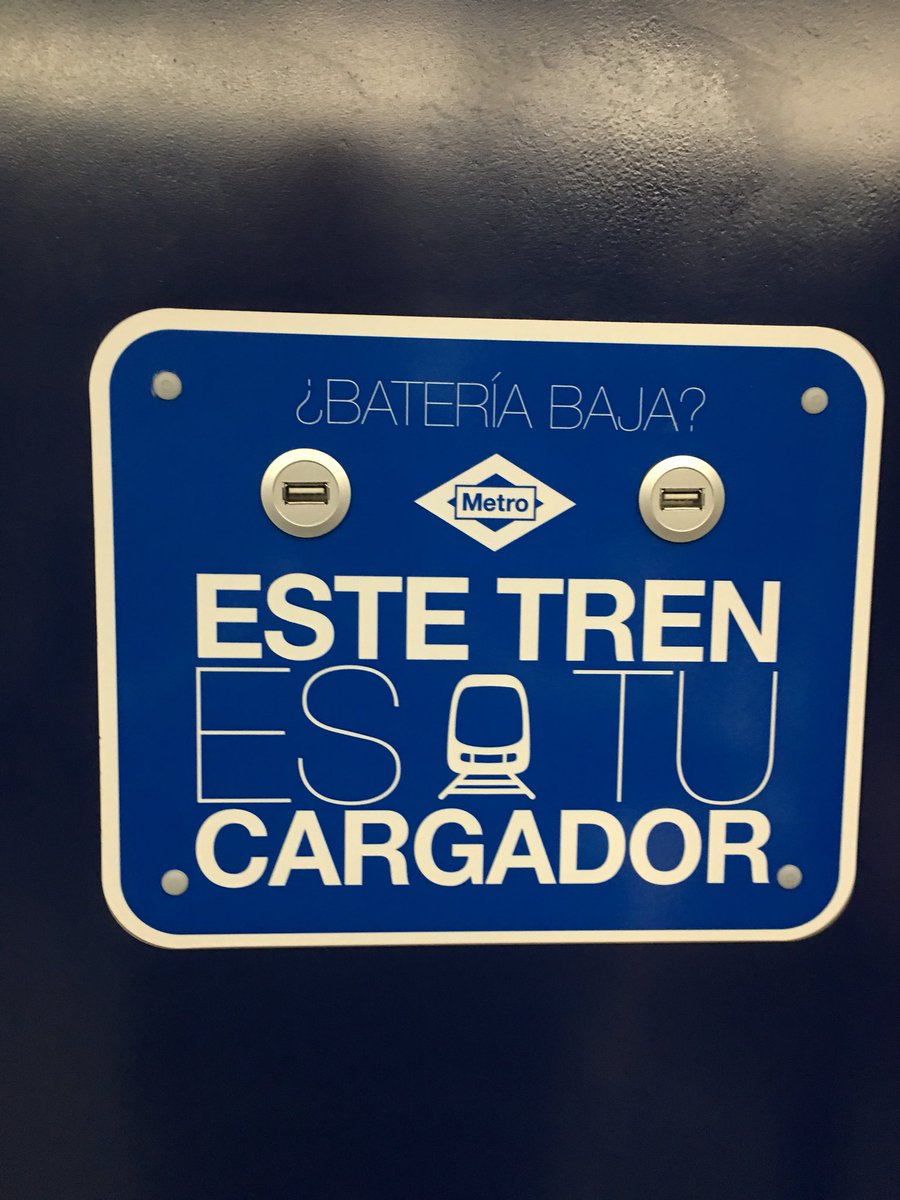 ¿BATERÍA BAJA?
Metro
ESTE TREN
ES TU
CARGADOR